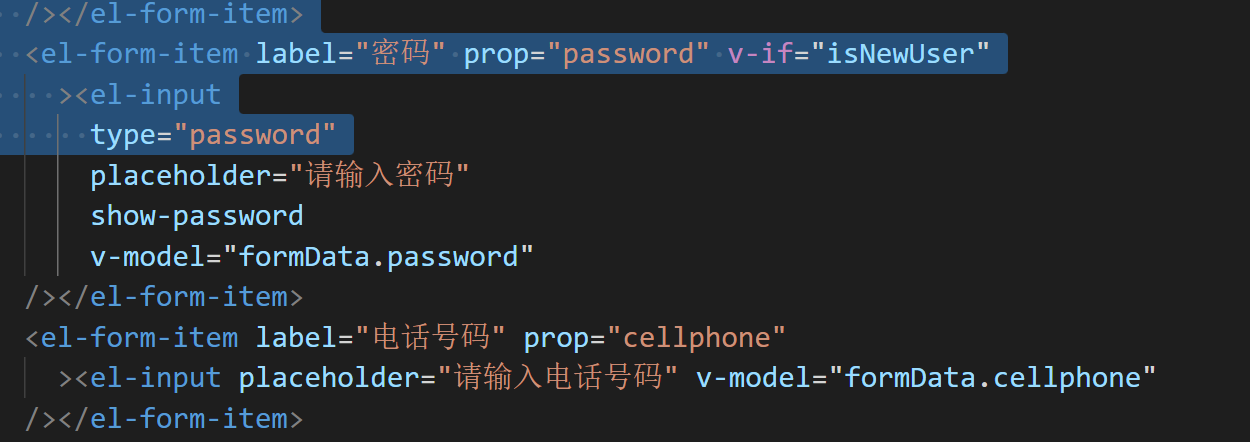 /></el-form-item>
<el-form-item label="密码" prop="password" v-if="isNewUser"
><el-input
type="password"
placeholder="请输入密码"
show-password
v-model="formData.password"
/></el-form-item>
<el-form-item label="电话号码" prop="cellphone"
><el-input placeholder="请输入电话号码" v-model="formData.cellphone"
/></el-form-item>